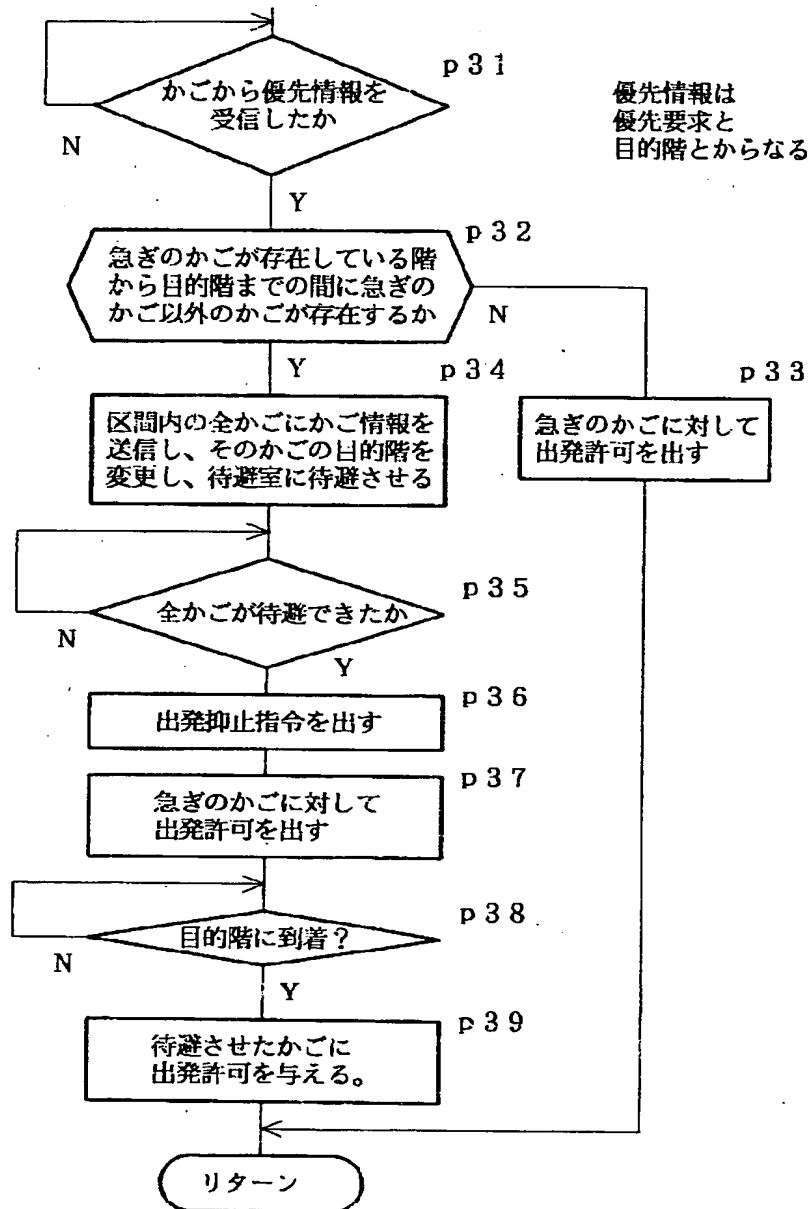 p31
かごから優先情報を
受信したか
優先情報は
優先要求と
目的階とからなる
N
Y
p32
急ぎのかごが存在している階
から目的階までの間に急ぎの
かご以外のかごが存在するか
N
Y
p34
区間内の全かごにかご情報を
送信し、そのかごの目的階を
変更し、待避室に待避させる
p33
急ぎのかごに対して
出発許可を出す
p35
全かごが待避できたか
N
Y
p36
出発抑止指令を出す
p37
急ぎのかごに対して
出発許可を出す
p38
目的階に到着?
N
Y
p39
待避させたかごに
出発許可を与える。
リターン